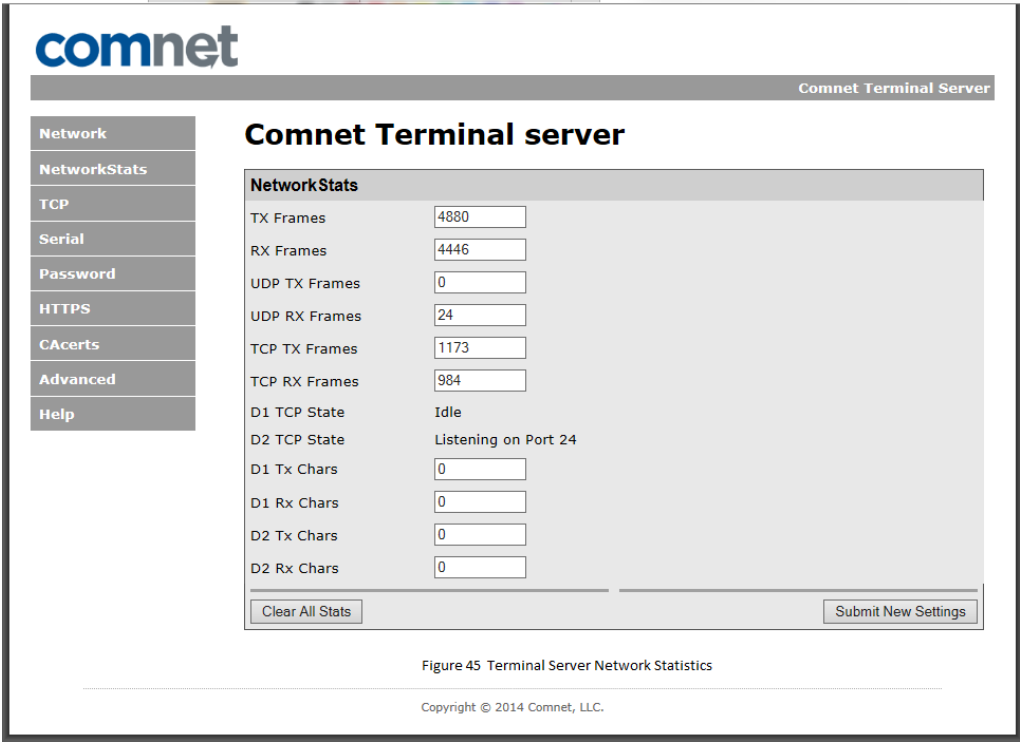 comnet
Comnet Terminal Server
Network
NetworkStats
TCP
Serial
Password
HTTPS
CAcerts
Advanced
Help
Comnet Terminal server
NetworkStats
TX Frames 4880
RX Frames 4446
UDP TX Frames 0
UDP RX Frames 24
TCP TX Frames 1173
TCP RX Frames 984
D1 TCP State Idle
D2 TCP State Listening on Port 24
D1 Tx Chars 0
D1 Rx Chars 0
D2 Tx Chars 0
D2 Rx Chars 0
Clear All Stats Submit New Settings
Figure 45 Terminal Server Network Statistics
Copyright © 2014 Comnet, LLC.